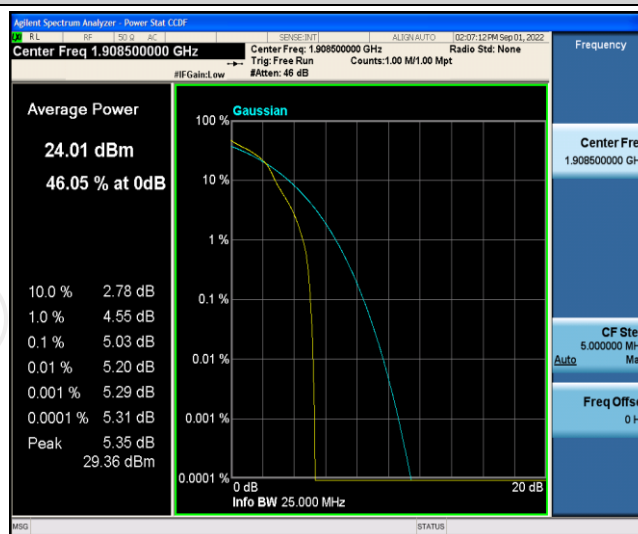 Agilent Spectrum Analyzer - Power Stat CCDF
RL RF 50 Ω AC SENSE:INT ALIGN AUTO 02:07:12 PM Sep 01, 2022
Center Freq 1.908500000 GHz
Center Freq: 1.908500000 GHz Radio Std: None
Trig: Free Run Counts:1.00 M/1.00 Mpt
#IFGain:Low #Atten: 46 dB
Frequency
Average Power
24.01 dBm
46.05 % at 0dB
10.0 % 2.78 dB
1.0 % 4.55 dB
0.1 % 5.03 dB
0.01 % 5.20 dB
0.001 % 5.29 dB
0.0001 % 5.31 dB
Peak 5.35 dB
29.36 dBm
Gaussian
100 %
10 %
1 %
0.1 %
0.01 %
0.001 %
0.0001 %
0 dB 20 dB
Info BW 25.000 MHz
Center Fre
1.908500000 GH
CF Ste
5.000000 MH
Auto Ma
Freq Offse
0 H
MSG STATUS